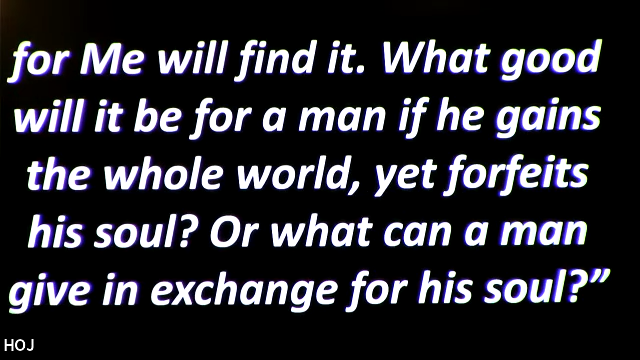 for Me will find it. What good
will it be for a man if he gains
the whole world, yet forfeits
his soul? Or what can a man
give in exchange for his soul?”
HOJ